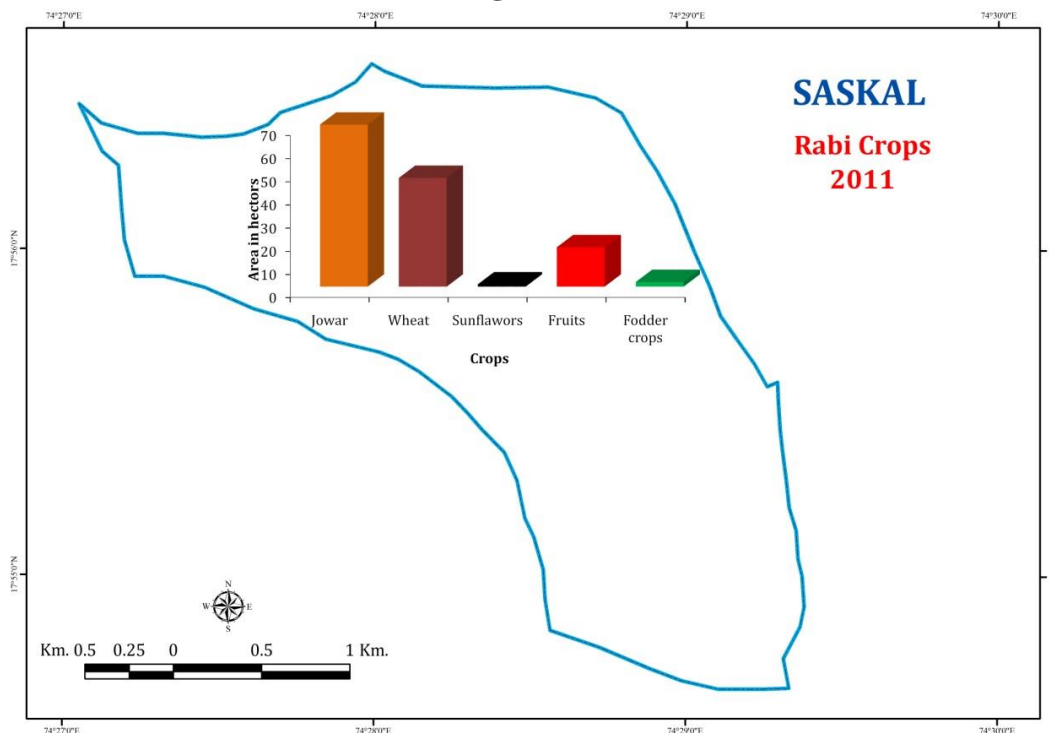 74°27'0"E 74°28'0"E 74°29'0"E 74°30'0"E
SASKAL
Rabi Crops
2011
70
60
50
40
30
20
10
0
Area in hectors
Jowar Wheat Sunflawors Fruits Fodder
crops
Crops
17°56'0"N
17°55'0"N
N
W E
S
Km. 0.5 0.25 0 0.5 1 Km.
74°27'0"E 74°28'0"E 74°29'0"E 74°30'0"E